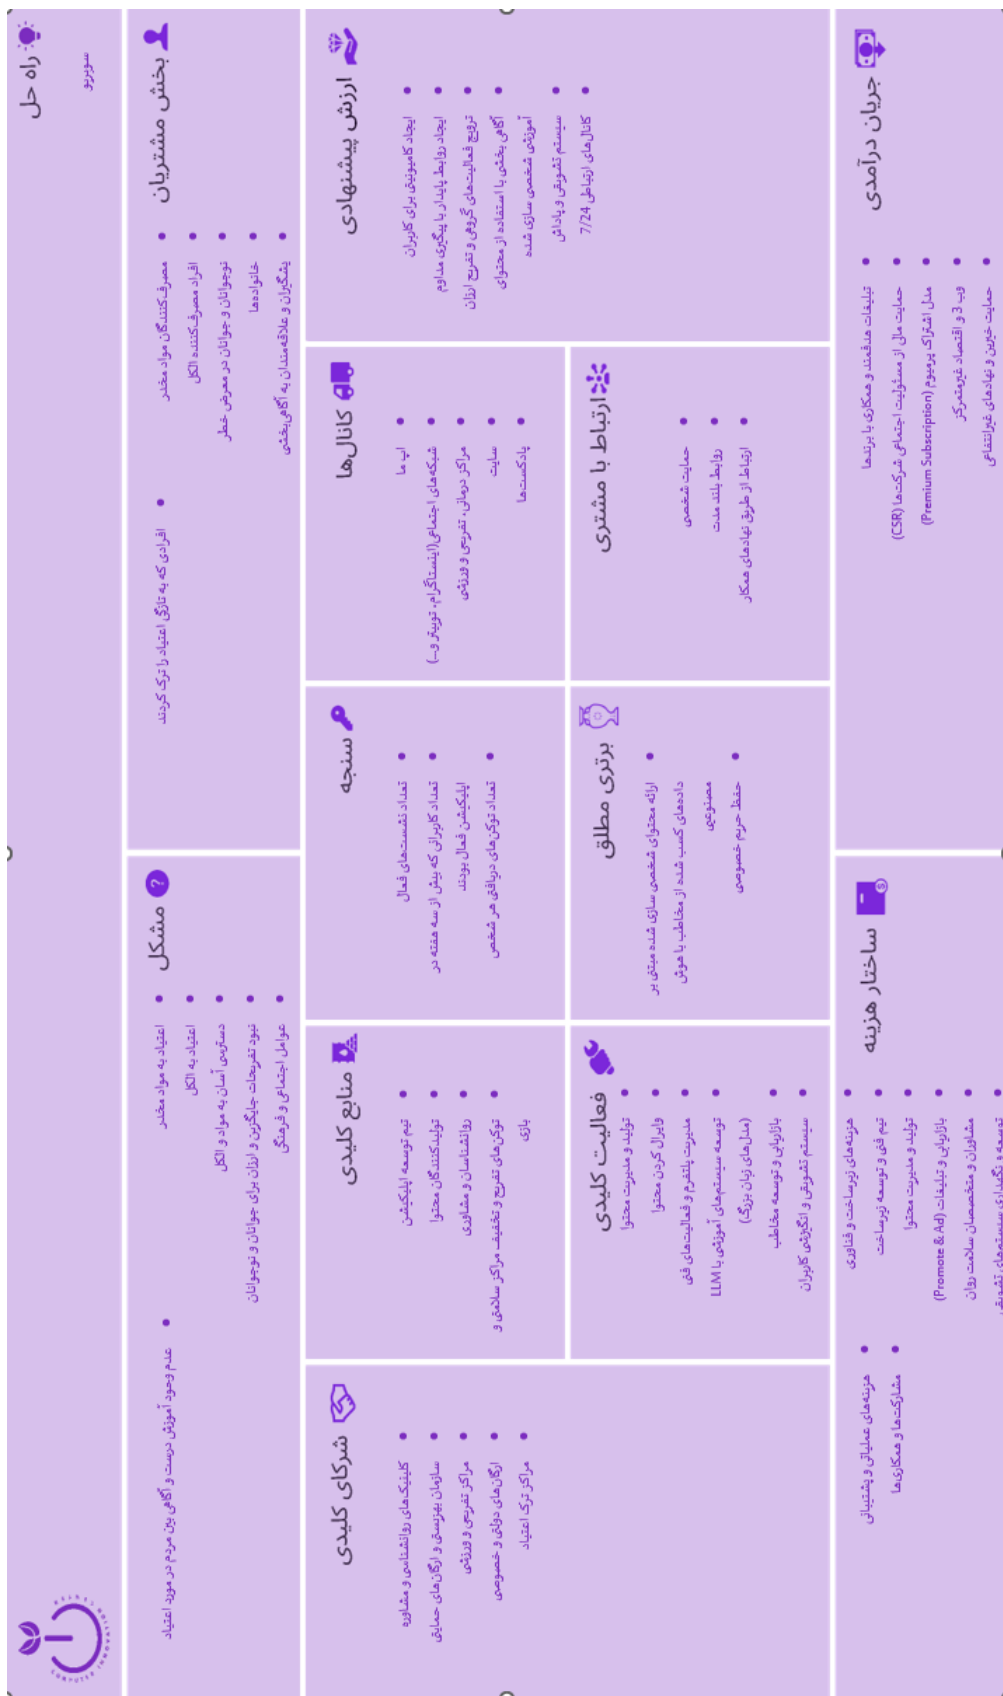 راه حل
سوبریو
بخش مشتریان
مصرف‌کنندگان مواد مخدر
افراد مصرف‌کننده الکل
نوجوانان و جوانان در معرض خطر
خانواده‌ها
پشگیران و علاقه‌مندان به آگاهی‌بخشی
افرادی که به تازگی اعتیاد را ترک کردند
مشکل
اعتیاد به مواد مخدر
اعتیاد به الکل
دسترسی آسان به مواد و الکل
نبود تفریحات جایگزین و ارزان برای جوانان و نوجوانان
عوامل اجتماعی و فرهنگی
عدم وجود آموزش درست و آگاهی بین مردم در مورد اعتیاد
ارزش پیشنهادی
ایجاد کامیونیتی برای کاربران
ایجاد روابط پایدار با پیگیری مداوم
ترویج فعالیت‌های گروهی و تفریح ارزان
آگاهی بخشی با استفاده از محتوای
آموزشی شخصی سازی شده
سیستم تشویقی و پاداش
کانال‌های ارتباطی 7/24
کانال‌ها
اپ ما
شبکه‌های اجتماعی(اینستاگرام، توییتر و...)
مراکز درمانی، تفریحی و ورزشی
سایت
پادکست‌ها
ارتباط با مشتری
حمایت شخصی
روابط بلند مدت
ارتباط از طریق نهادهای همکار
سنجه
تعداد نشست‌های فعال
تعداد کاربرانی که بیش از سه هفته در
اپلیکیشن فعال بودند
تعداد توکن‌های دریافتی هر شخص
برتری مطلق
ارائه محتوای شخصی سازی شده مبتنی بر
داده‌های کسب شده از مخاطب با هوش
مصنوعی
حفظ حریم خصوصی
منابع کلیدی
تیم توسعه اپلیکیشن
تولیدکنندگان محتوا
روانشناسان و مشاوری
توکن‌های تفریح و تخفیف مراکز سلامتی و
بازی
فعالیت کلیدی
تولید و مدیریت محتوا
وایرال کردن محتوا
مدیریت پلتفرم و فعالیت‌های فنی
توسعه سیستم‌های آموزشی با LLM
(مدل‌های زبان بزرگ)
بازاریابی و توسعه مخاطب
سیستم تشویقی و انگیزشی کاربران
شرکای کلیدی
کلینیک‌های روانشناسی و مشاوره
سازمان بهزیستی و ارگان‌های حمایتی
مراکز تفریحی و ورزشی
ارگان‌های دولتی و خصوصی
مراکز ترک اعتیاد
جریان درآمدی
تبلیغات هدفمند و همکاری با برندها
حمایت مالی از مسئولیت اجتماعی شرکت‌ها (CSR)
مدل اشتراک پرمیوم (Premium Subscription)
وب 3 و اقتصاد غیرمتمرکز
حمایت خیرین و نهادهای غیرانتفاعی
ساختار هزینه
هزینه‌های زیرساخت و فناوری
تیم فنی و توسعه زیرساخت
تولید و مدیریت محتوا
بازاریابی و تبلیغات (Promote & Ad)
مشاوران و متخصصان سلامت روان
توسعه و نگهداری سیستم‌های تشویقی
هزینه‌های عملیاتی و پشتیبانی
مشارکت‌ها و همکاری‌ها